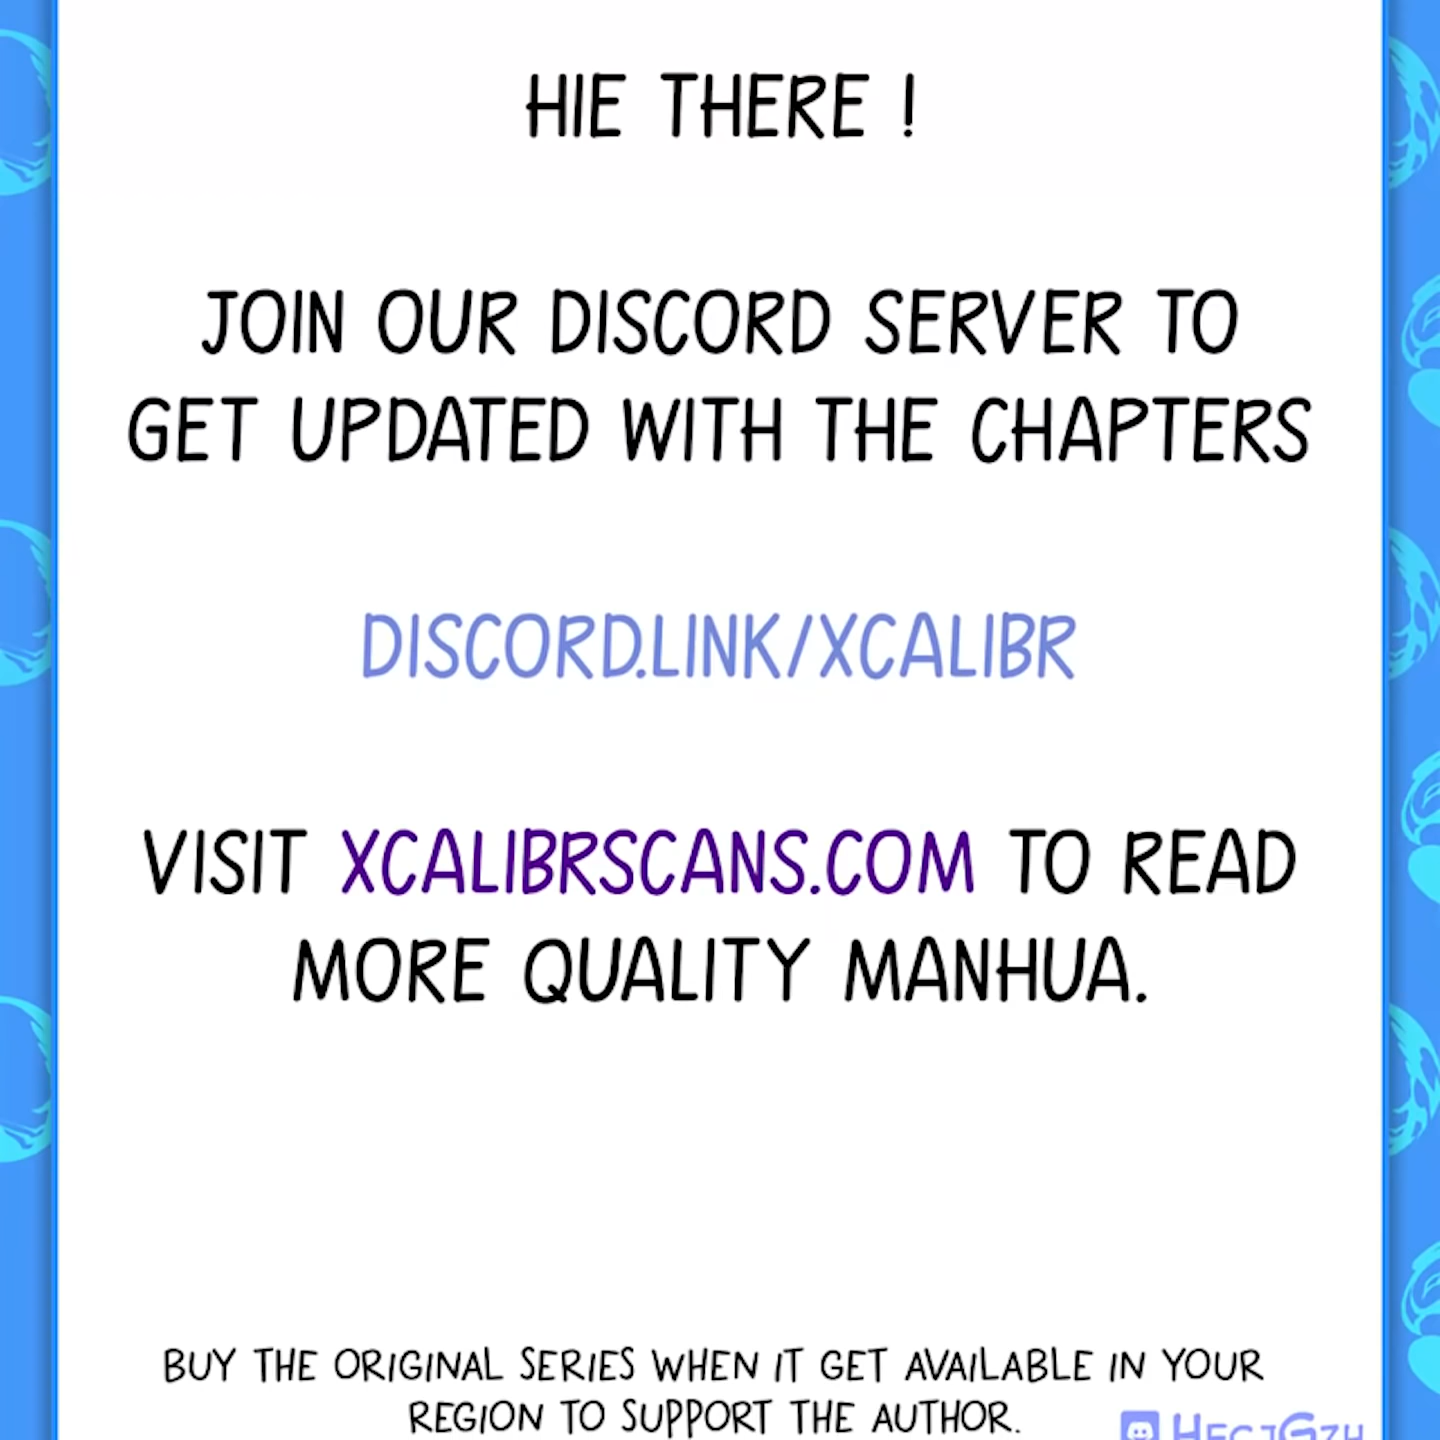 HIE THERE !
JOIN OUR DISCORD SERVER TO
GET UPDATED WITH THE CHAPTERS
DISCORD.LINK/XCALIBR
VISIT XCALIBRSCANS.COM TO READ
MORE QUALITY MANHUA.
BUY THE ORIGINAL SERIES WHEN IT GET AVAILABLE IN YOUR
REGION TO SUPPORT THE AUTHOR.